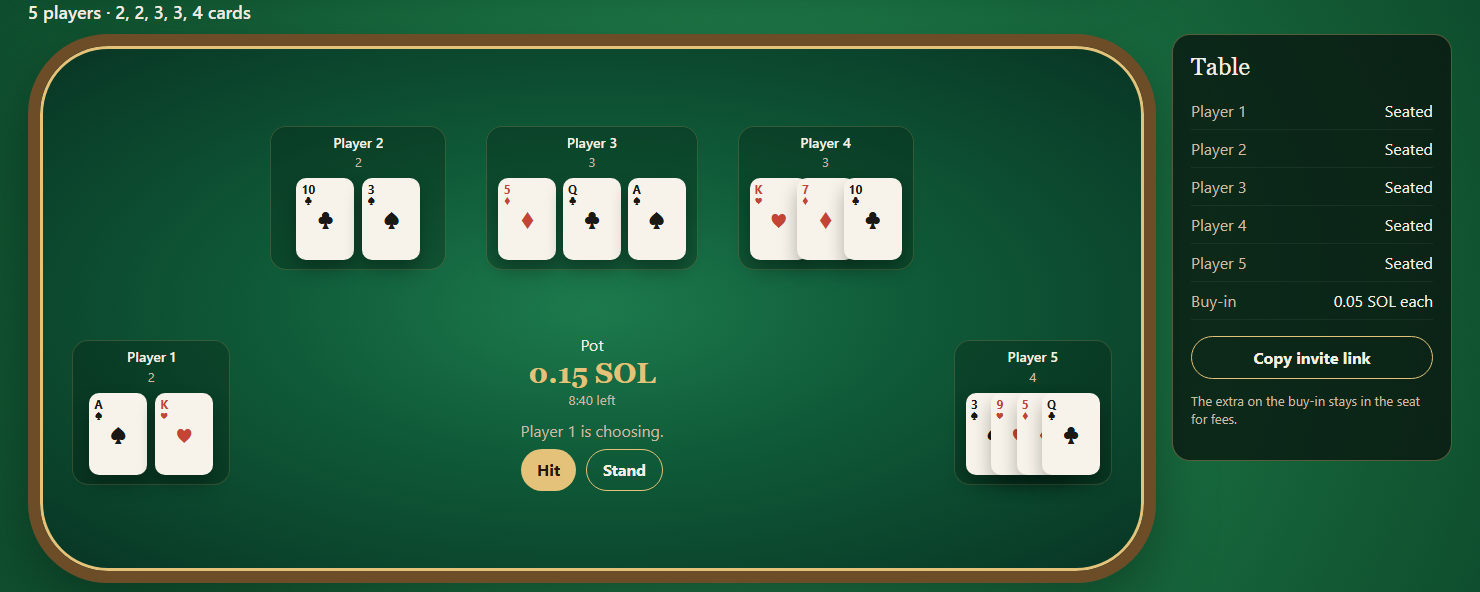 5 players · 2, 2, 3, 3, 4 cards
Player 2
2
10
3
Player 3
3
5
Q
A
Player 4
3
K
7
10
Player 1
2
A
K
Pot
0.15 SOL
8:40 left
Player 1 is choosing.
Hit
Stand
Player 5
4
3
9
5
Q
Table
Player 1 Seated
Player 2 Seated
Player 3 Seated
Player 4 Seated
Player 5 Seated
Buy-in 0.05 SOL each
Copy invite link
The extra on the buy-in stays in the seat
for fees.